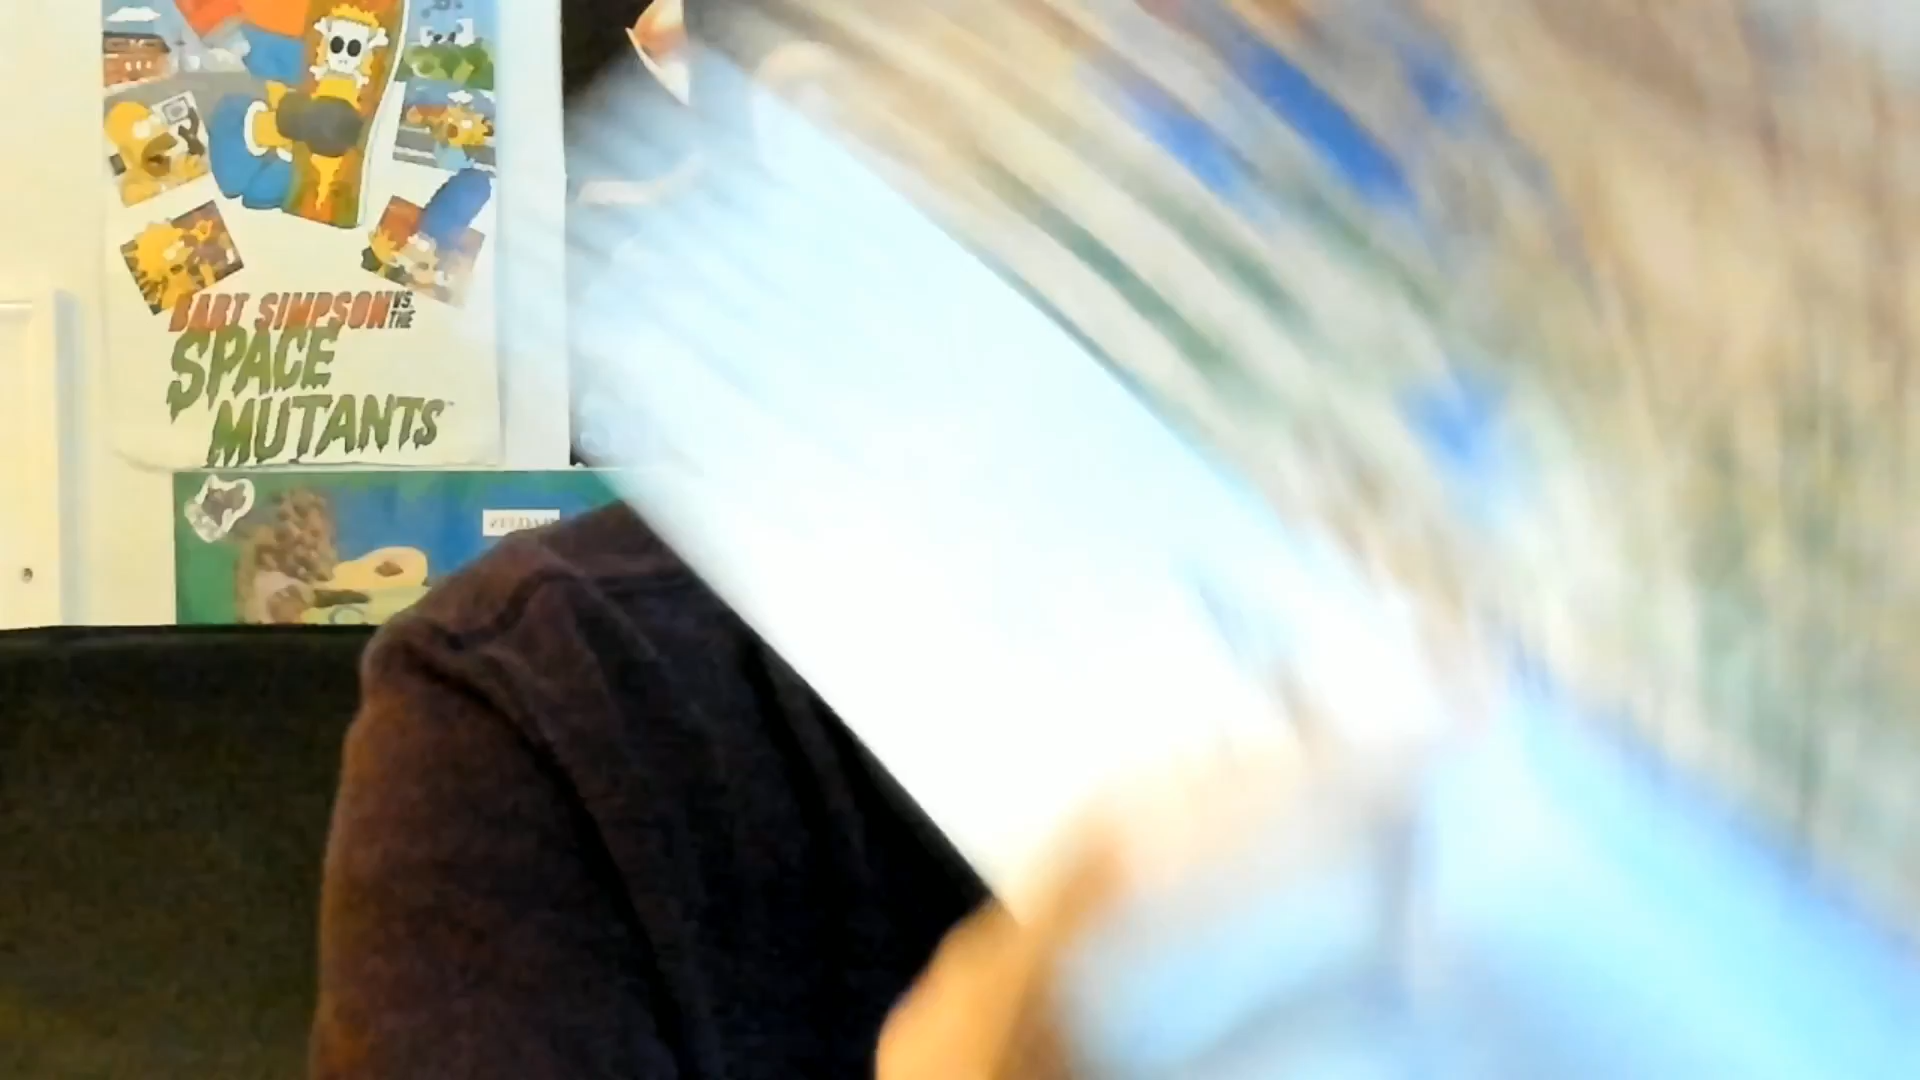 BART SIMPSON VS. THE
SPACE
MUTANTS™